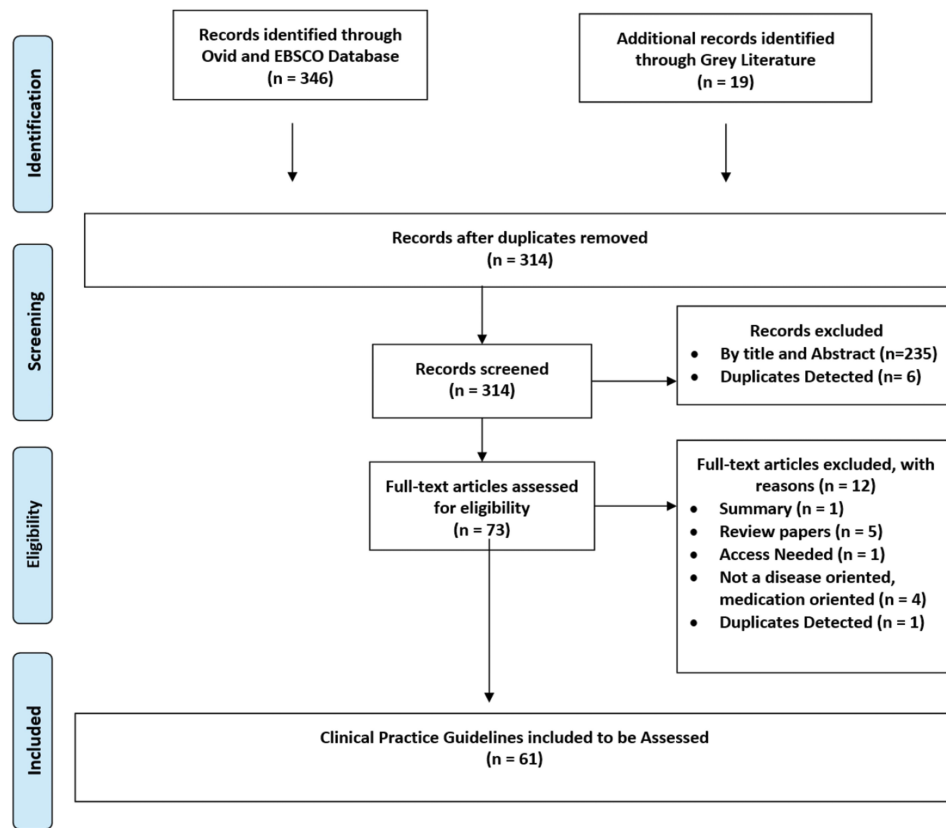 Records identified through
Ovid and EBSCO Database
(n = 346)
Additional records identified
through Grey Literature
(n = 19)
Identification
Records after duplicates removed
(n = 314)
Screening
Records screened
(n = 314)
Records excluded
• By title and Abstract (n=235)
• Duplicates Detected (n= 6)
Eligibility
Full-text articles assessed
for eligibility
(n = 73)
Full-text articles excluded, with
reasons (n = 12)
• Summary (n = 1)
• Review papers (n = 5)
• Access Needed (n = 1)
• Not a disease oriented,
medication oriented (n = 4)
• Duplicates Detected (n = 1)
Included
Clinical Practice Guidelines included to be Assessed
(n = 61)